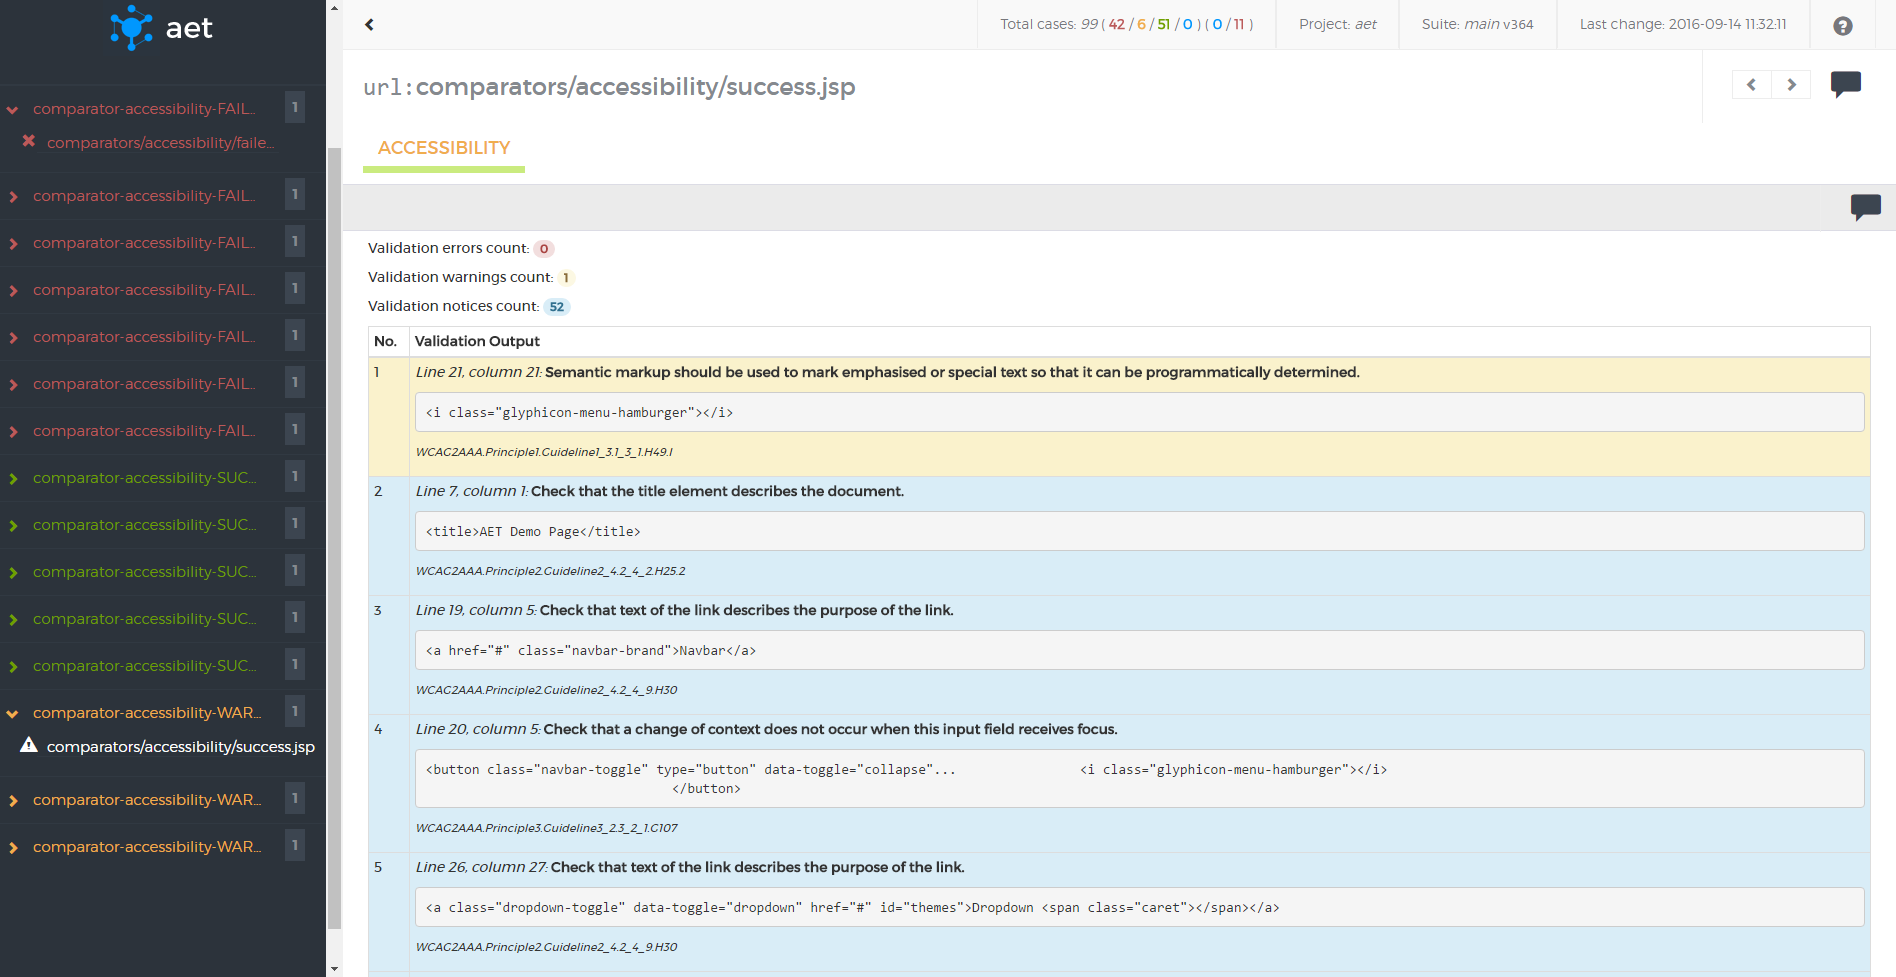 aet
comparator-accessibility-FAIL... 1
comparators/accessibility/faile...
comparator-accessibility-FAIL... 1
comparator-accessibility-FAIL... 1
comparator-accessibility-FAIL... 1
comparator-accessibility-FAIL... 1
comparator-accessibility-FAIL... 1
comparator-accessibility-FAIL... 1
comparator-accessibility-SUC... 1
comparator-accessibility-SUC... 1
comparator-accessibility-SUC... 1
comparator-accessibility-SUC... 1
comparator-accessibility-SUC... 1
comparator-accessibility-WAR... 1
comparators/accessibility/success.jsp
comparator-accessibility-WAR... 1
comparator-accessibility-WAR... 1
Total cases: 99 ( 42 / 6 / 51 / 0 ) ( 0 / 11 ) Project: aet Suite: main v364 Last change: 2016-09-14 11:32:11 ?
url:comparators/accessibility/success.jsp
ACCESSIBILITY
Validation errors count: 0
Validation warnings count: 1
Validation notices count: 52
No. Validation Output
1 Line 21, column 21: Semantic markup should be used to mark emphasised or special text so that it can be programmatically determined.
<i class="glyphicon-menu-hamburger"></i>
WCAG2AAA.Principle1.Guideline1_3.1_3_1.H49.I
2 Line 7, column 1: Check that the title element describes the document.
<title>AET Demo Page</title>
WCAG2AAA.Principle2.Guideline2_4.2_4_2.H25.2
3 Line 19, column 5: Check that text of the link describes the purpose of the link.
<a href="#" class="navbar-brand">Navbar</a>
WCAG2AAA.Principle2.Guideline2_4.2_4_9.H30
4 Line 20, column 5: Check that a change of context does not occur when this input field receives focus.
<button class="navbar-toggle" type="button" data-toggle="collapse"... <i class="glyphicon-menu-hamburger"></i>
</button>
WCAG2AAA.Principle3.Guideline3_2.3_2_1.G107
5 Line 26, column 27: Check that text of the link describes the purpose of the link.
<a class="dropdown-toggle" data-toggle="dropdown" href="#" id="themes">Dropdown <span class="caret"></span></a>
WCAG2AAA.Principle2.Guideline2_4.2_4_9.H30